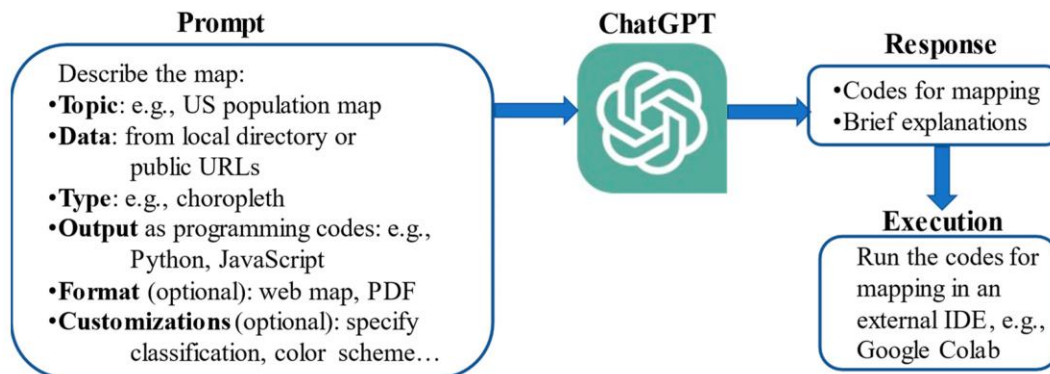 Prompt
Describe the map:
•Topic: e.g., US population map
•Data: from local directory or
public URLs
•Type: e.g., choropleth
•Output as programming codes: e.g.,
Python, JavaScript
•Format (optional): web map, PDF
•Customizations (optional): specify
classification, color scheme…
ChatGPT
Response
•Codes for mapping
•Brief explanations
Execution
Run the codes for
mapping in an
external IDE, e.g.,
Google Colab